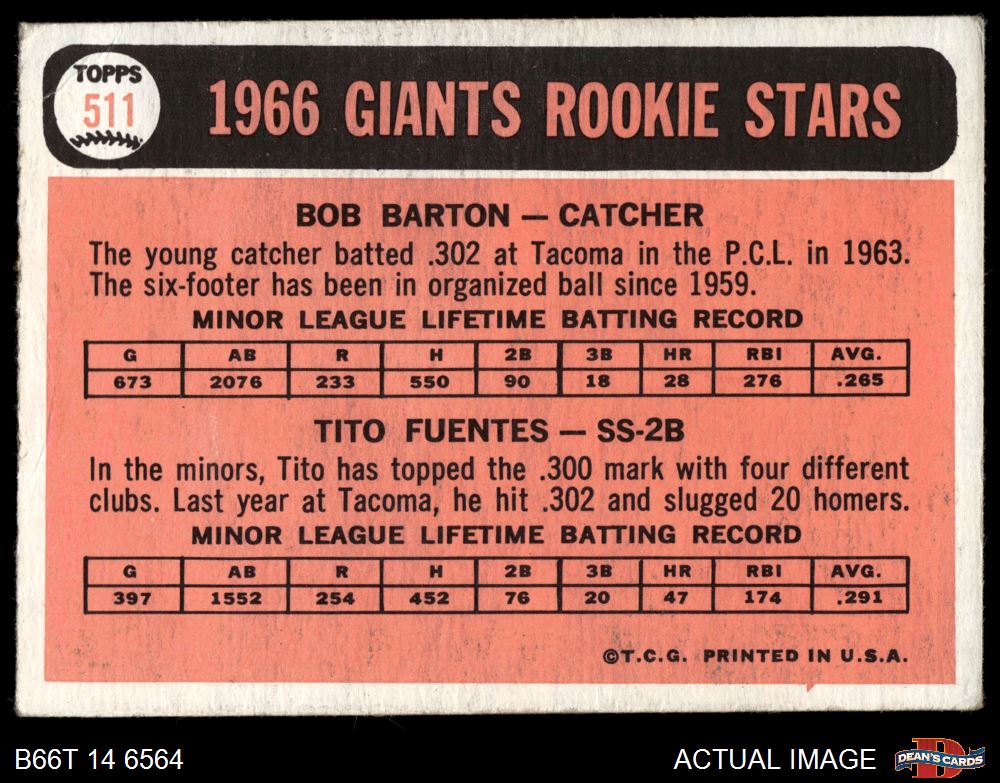 TOPPS
511
1966 GIANTS ROOKIE STARS
BOB BARTON — CATCHER
The young catcher batted .302 at Tacoma in the P.C.L. in 1963.
The six-footer has been in organized ball since 1959.
MINOR LEAGUE LIFETIME BATTING RECORD
G AB R H 2B 3B HR RBI AVG.
673 2076 233 550 90 18 28 276 .265
TITO FUENTES — SS-2B
In the minors, Tito has topped the .300 mark with four different
clubs. Last year at Tacoma, he hit .302 and slugged 20 homers.
MINOR LEAGUE LIFETIME BATTING RECORD
G AB R H 2B 3B HR RBI AVG.
397 1552 254 452 76 20 47 174 .291
©T.C.G. PRINTED IN U.S.A.
B66T 14 6564
ACTUAL IMAGE
D
DEAN'S CARDS